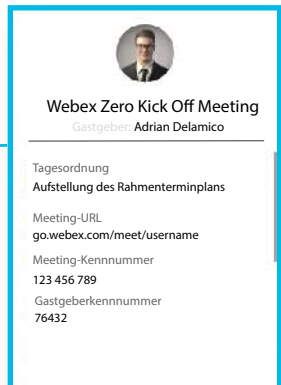 Webex Zero Kick Off Meeting
Gastgeber: Adrian Delamico
Tagesordnung
Aufstellung des Rahmenterminplans
Meeting-URL
go.webex.com/meet/username
Meeting-Kennnummer
123 456 789
Gastgeberkennnummer
76432